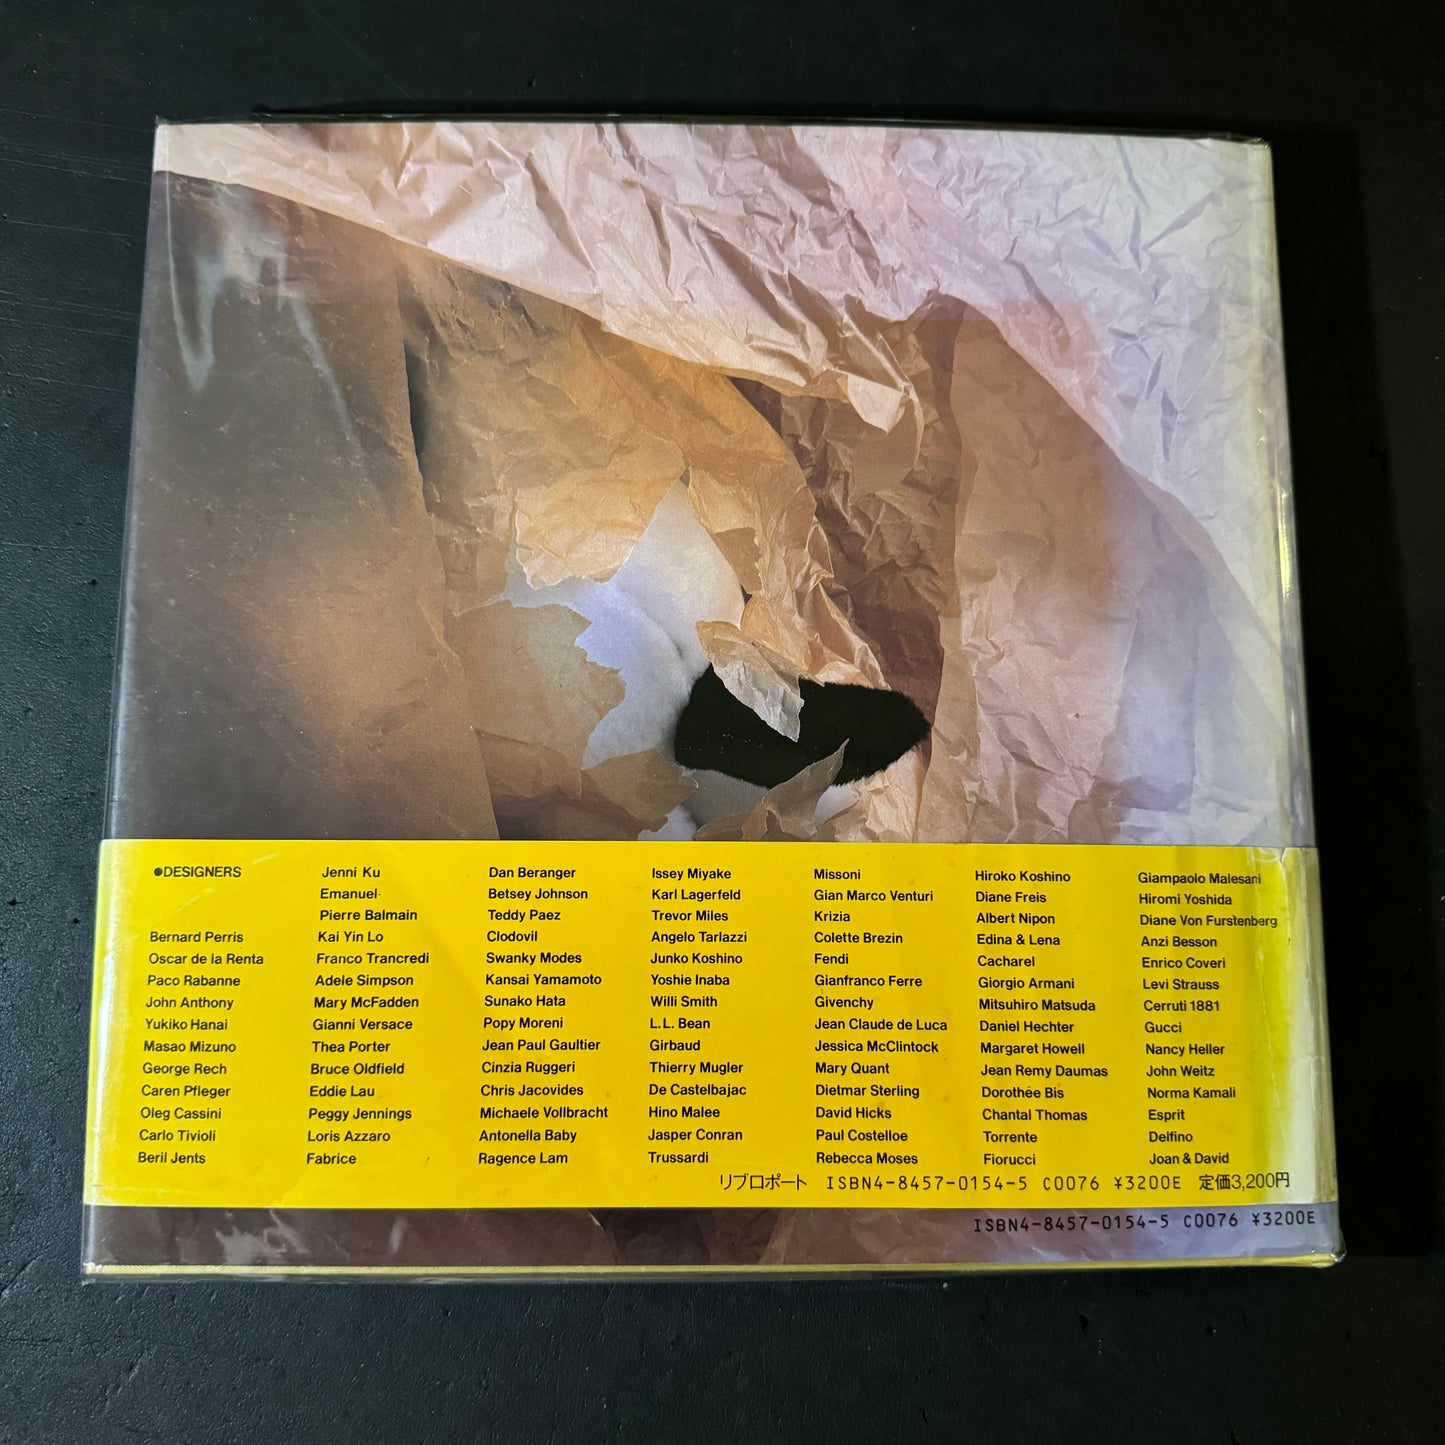 ●DESIGNERS
Bernard Perris
Oscar de la Renta
Paco Rabanne
John Anthony
Yukiko Hanai
Masao Mizuno
George Rech
Caren Pfleger
Oleg Cassini
Carlo Tivioli
Beril Jents
Jenni Ku
Emanuel
Pierre Balmain
Kai Yin Lo
Franco Trancredi
Adele Simpson
Mary McFadden
Gianni Versace
Thea Porter
Bruce Oldfield
Eddie Lau
Peggy Jennings
Loris Azzaro
Fabrice
Dan Beranger
Betsey Johnson
Teddy Paez
Clodovil
Swanky Modes
Kansai Yamamoto
Sunako Hata
Popy Moreni
Jean Paul Gaultier
Cinzia Ruggeri
Chris Jacovides
Michaele Vollbracht
Antonella Baby
Ragence Lam
Issey Miyake
Karl Lagerfeld
Trevor Miles
Angelo Tarlazzi
Junko Koshino
Yoshie Inaba
Willi Smith
L.L. Bean
Girbaud
Thierry Mugler
De Castelbajac
Hino Malee
Jasper Conran
Trussardi
Missoni
Gian Marco Venturi
Krizia
Colette Brezin
Fendi
Gianfranco Ferre
Givenchy
Jean Claude de Luca
Jessica McClintock
Mary Quant
Dietmar Sterling
David Hicks
Paul Costelloe
Rebecca Moses
Hiroko Koshino
Diane Freis
Albert Nipon
Edina & Lena
Cacharel
Giorgio Armani
Mitsuhiro Matsuda
Daniel Hechter
Margaret Howell
Jean Remy Daumas
Dorothée Bis
Chantal Thomas
Torrente
Fiorucci
Giampaolo Malesani
Hiromi Yoshida
Diane Von Furstenberg
Anzi Besson
Enrico Coveri
Levi Strauss
Cerruti 1881
Gucci
Nancy Heller
John Weitz
Norma Kamali
Esprit
Delfino
Joan & David
リブロポート ISBN4-8457-0154-5 C0076 ¥3200E 定価3,200円
ISBN4-8457-0154-5 C0076 ¥3200E